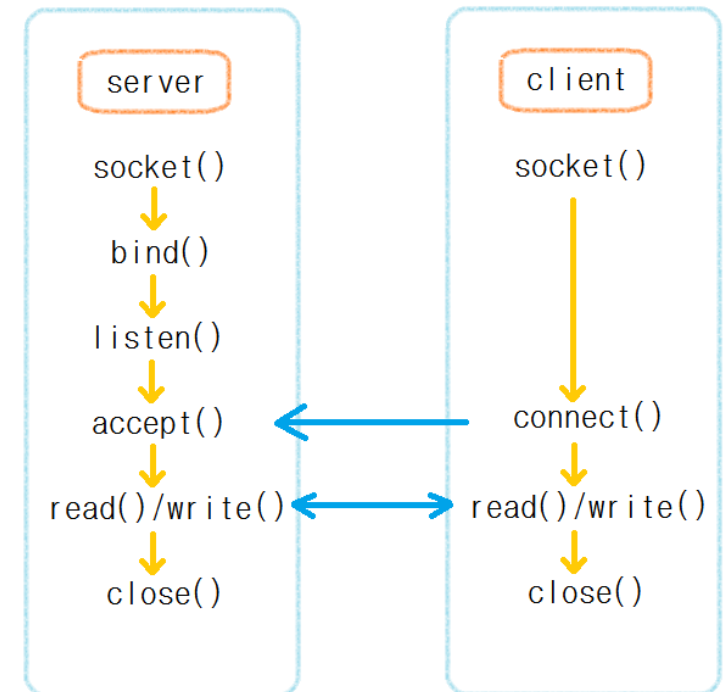 server
socket()
bind()
listen()
accept()
read()/write()
close()
client
socket()
connect()
read()/write()
close()